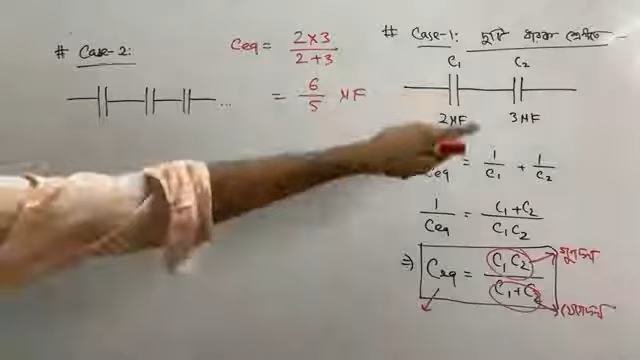 # Case-2:
...
Ceq = 2×3 / 2+3
= 6/5 μF
# Case-1: দুটি ধারক শ্রেণীতে
C₁ C₂
2μF 3μF
Ceq = 1/C₁ + 1/C₂
1/Ceq = C₁+C₂ / C₁C₂
⇒ Ceq = C₁C₂ / C₁+C₂
গুণফল
যোগফল